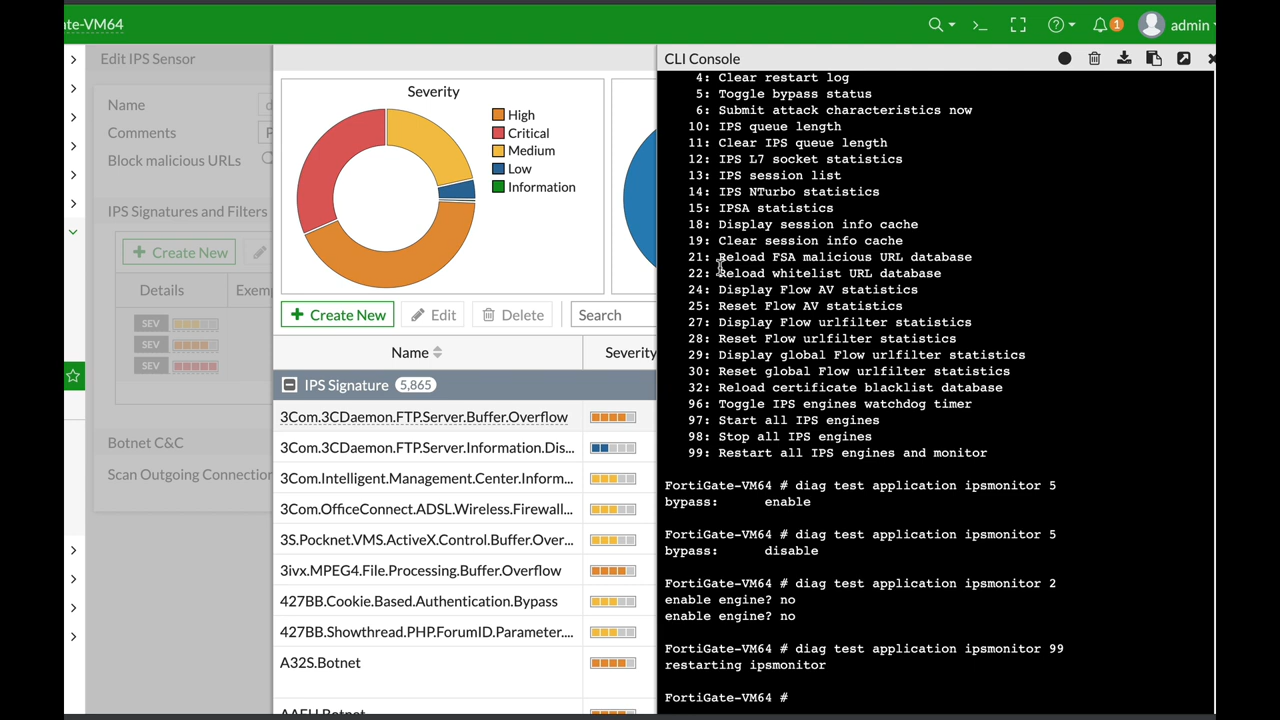 te-VM64
1
admin
Edit IPS Sensor
Name
d
Comments
P
Block malicious URLs
IPS Signatures and Filters
Create New
Details
Exemp
SEV
SEV
SEV
Botnet C&C
Scan Outgoing Connection
Severity
High
Critical
Medium
Low
Information
Create New
Edit
Delete
Search
Name
Severity
IPS Signature 5,865
3Com.3CDaemon.FTP.Server.Buffer.Overflow
3Com.3CDaemon.FTP.Server.Information.Dis...
3Com.Intelligent.Management.Center.Inform...
3Com.OfficeConnect.ADSL.Wireless.Firewall...
3S.Pocknet.VMS.ActiveX.Control.Buffer.Over...
3ivx.MPEG4.File.Processing.Buffer.Overflow
427BB.Cookie.Based.Authentication.Bypass
427BB.Showthread.PHP.ForumID.Parameter....
A32S.Botnet
CLI Console
4: Clear restart log
5: Toggle bypass status
6: Submit attack characteristics now
10: IPS queue length
11: Clear IPS queue length
12: IPS L7 socket statistics
13: IPS session list
14: IPS NTurbo statistics
15: IPSA statistics
18: Display session info cache
19: Clear session info cache
21: Reload FSA malicious URL database
22: Reload whitelist URL database
24: Display Flow AV statistics
25: Reset Flow AV statistics
27: Display Flow urlfilter statistics
28: Reset Flow urlfilter statistics
29: Display global Flow urlfilter statistics
30: Reset global Flow urlfilter statistics
32: Reload certificate blacklist database
96: Toggle IPS engines watchdog timer
97: Start all IPS engines
98: Stop all IPS engines
99: Restart all IPS engines and monitor
FortiGate-VM64 # diag test application ipsmonitor 5
bypass: enable
FortiGate-VM64 # diag test application ipsmonitor 5
bypass: disable
FortiGate-VM64 # diag test application ipsmonitor 2
enable engine? no
enable engine? no
FortiGate-VM64 # diag test application ipsmonitor 99
restarting ipsmonitor
FortiGate-VM64 #